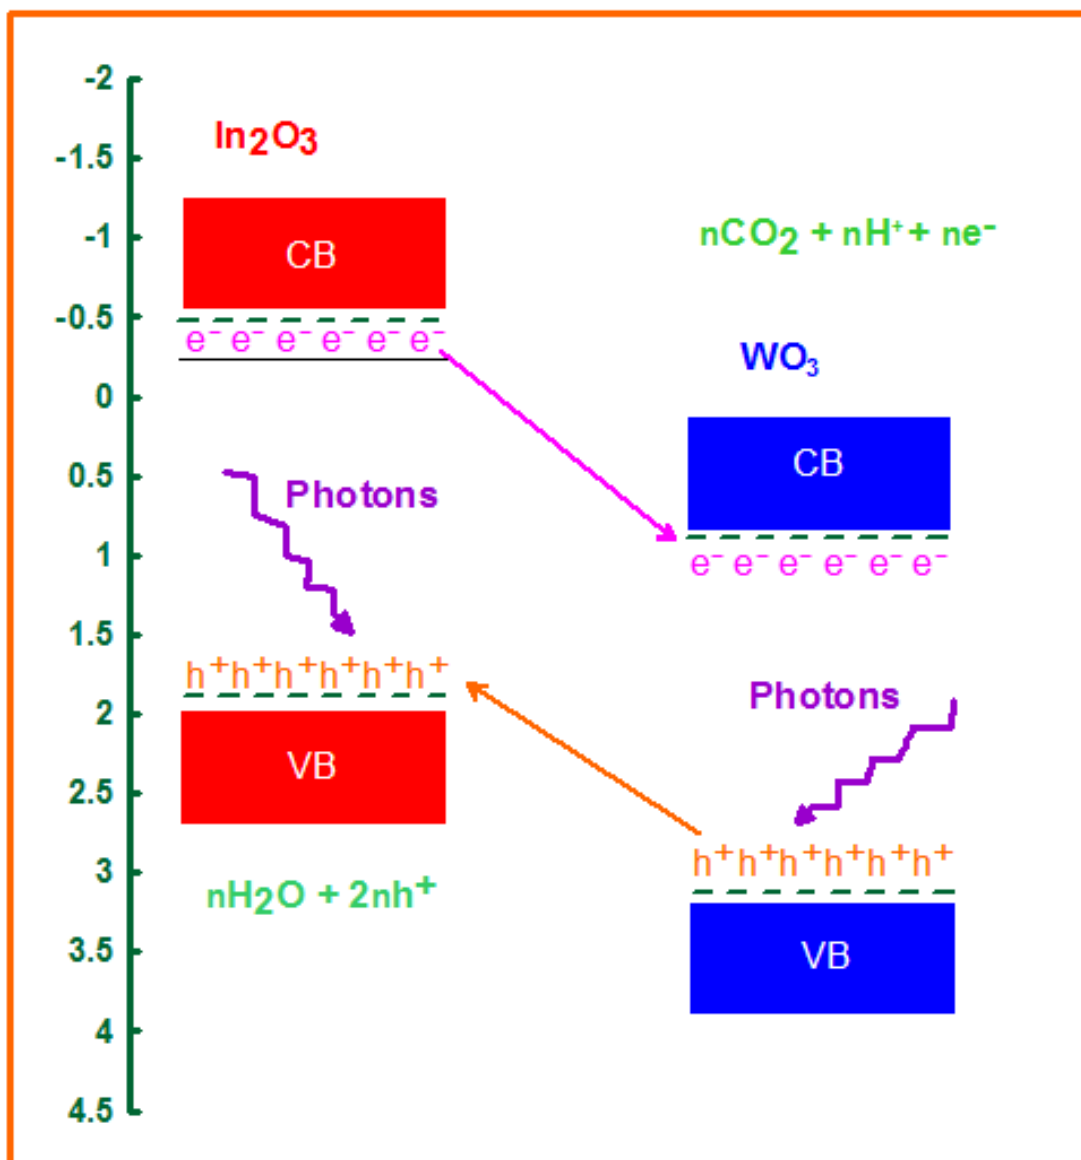 -2
In₂O₃
-1.5
-1
CB
nCO₂ + nH⁺ + ne⁻
-0.5
e⁻ e⁻ e⁻ e⁻ e⁻ e⁻
WO₃
0
CB
0.5
Photons
1
e⁻ e⁻ e⁻ e⁻ e⁻ e⁻
1.5
h⁺h⁺h⁺h⁺h⁺h⁺
Photons
2
VB
2.5
h⁺h⁺h⁺h⁺h⁺h⁺
3
nH₂O + 2nh⁺
3.5
VB
4
4.5